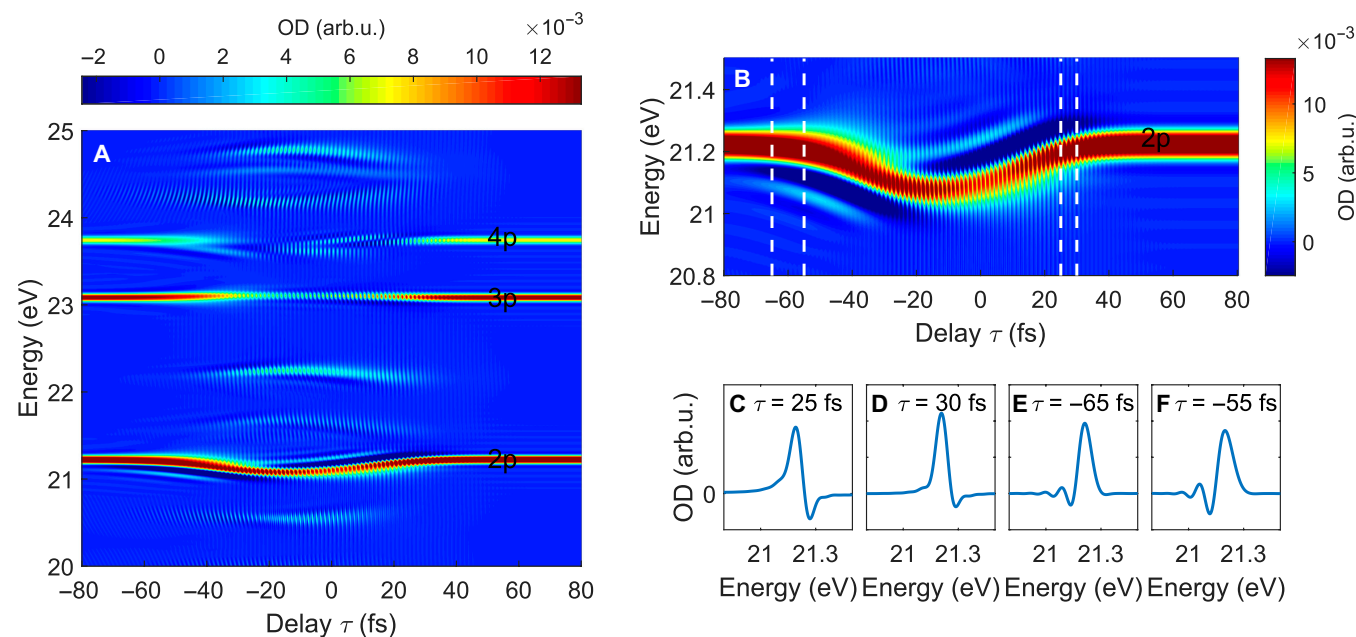 OD (arb.u.)
×10⁻³
−2 0 2 4 6 8 10 12
A
25
24
23
22
21
20
Energy (eV)
4p
3p
2p
−80 −60 −40 −20 0 20 40 60 80
Delay τ (fs)
B
21.4
21.2
21
20.8
Energy (eV)
2p
−80 −60 −40 −20 0 20 40 60 80
Delay τ (fs)
×10⁻³
10
5
0
OD (arb.u.)
C τ = 25 fs
D τ = 30 fs
E τ = −65 fs
F τ = −55 fs
OD (arb.u.)
0
21 21.3
21 21.3
21 21.3
21 21.3
Energy (eV)
Energy (eV)
Energy (eV)
Energy (eV)